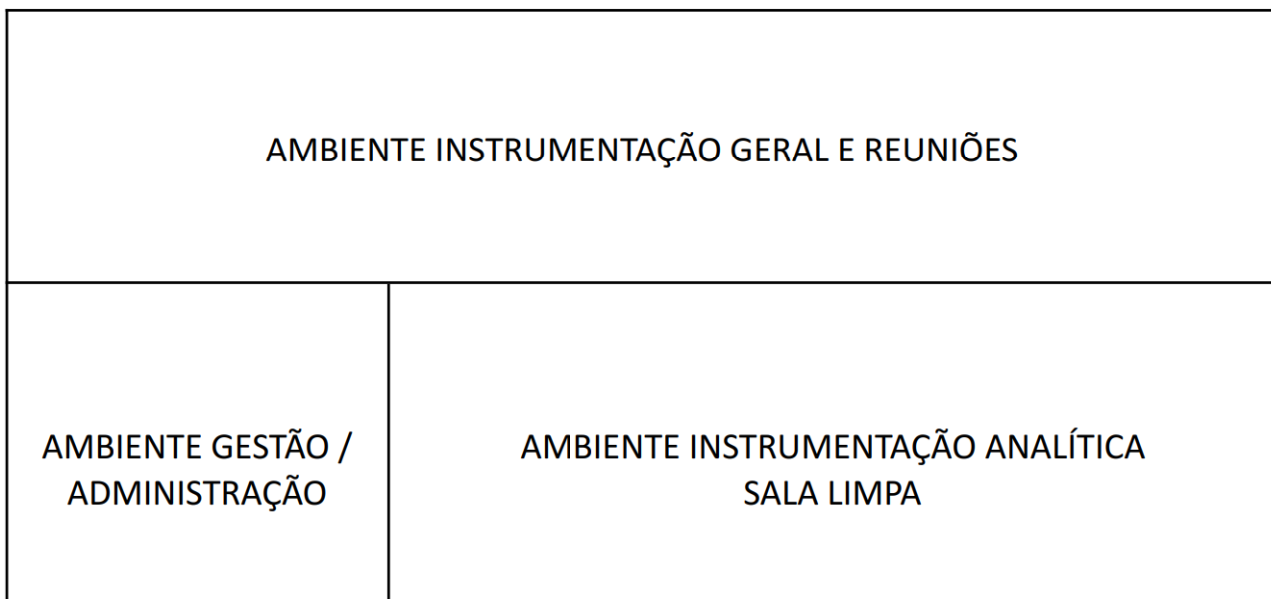 AMBIENTE INSTRUMENTAÇÃO GERAL E REUNIÕES
AMBIENTE GESTÃO /
ADMINISTRAÇÃO
AMBIENTE INSTRUMENTAÇÃO ANALÍTICA
SALA LIMPA